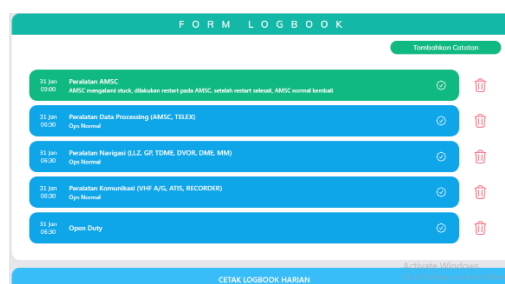 FORM LOGBOOK
Tambahkan Catatan
31 Jan
09:00
Peralatan AMSC
AMSC mengalami stuck, dilakukan restart pada AMSC. setelah restart selesai, AMSC normal kembali
31 Jan
06:30
Peralatan Data Processing (AMSC, TELEX)
Ops Normal
31 Jan
06:30
Peralatan Navigasi (LLZ, GP, TDME, DVOR, DME, MM)
Ops Normal
31 Jan
06:30
Peralatan Komunikasi (VHF A/G, ATIS, RECORDER)
Ops Normal
31 Jan
06:30
Open Duty
Activate Windows
CETAK LOGBOOK HARIAN